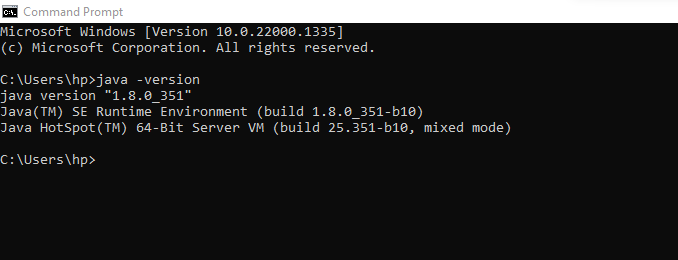 Command Prompt
Microsoft Windows [Version 10.0.22000.1335]
(c) Microsoft Corporation. All rights reserved.
C:\Users\hp>java -version
java version "1.8.0_351"
Java(TM) SE Runtime Environment (build 1.8.0_351-b10)
Java HotSpot(TM) 64-Bit Server VM (build 25.351-b10, mixed mode)
C:\Users\hp>